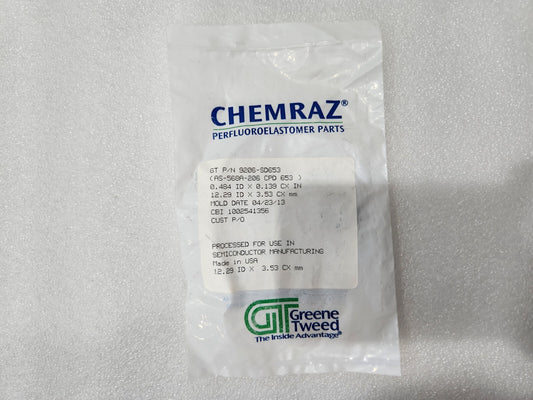 CHEMRAZ®
PERFLUOROELASTOMER PARTS
GT P/N 9206-SD653
(AS-568A-206 CPD 653 )
0.484 ID X 0.139 CX IN
12.29 ID X 3.53 CX mm
MOLD DATE 04/23/13
CBI 1002541356
CUST P/O
PROCESSED FOR USE IN
SEMICONDUCTOR MANUFACTURING
Made in USA
12.29 ID X 3.53 CX mm
GT Greene
Tweed
The Inside Advantage®